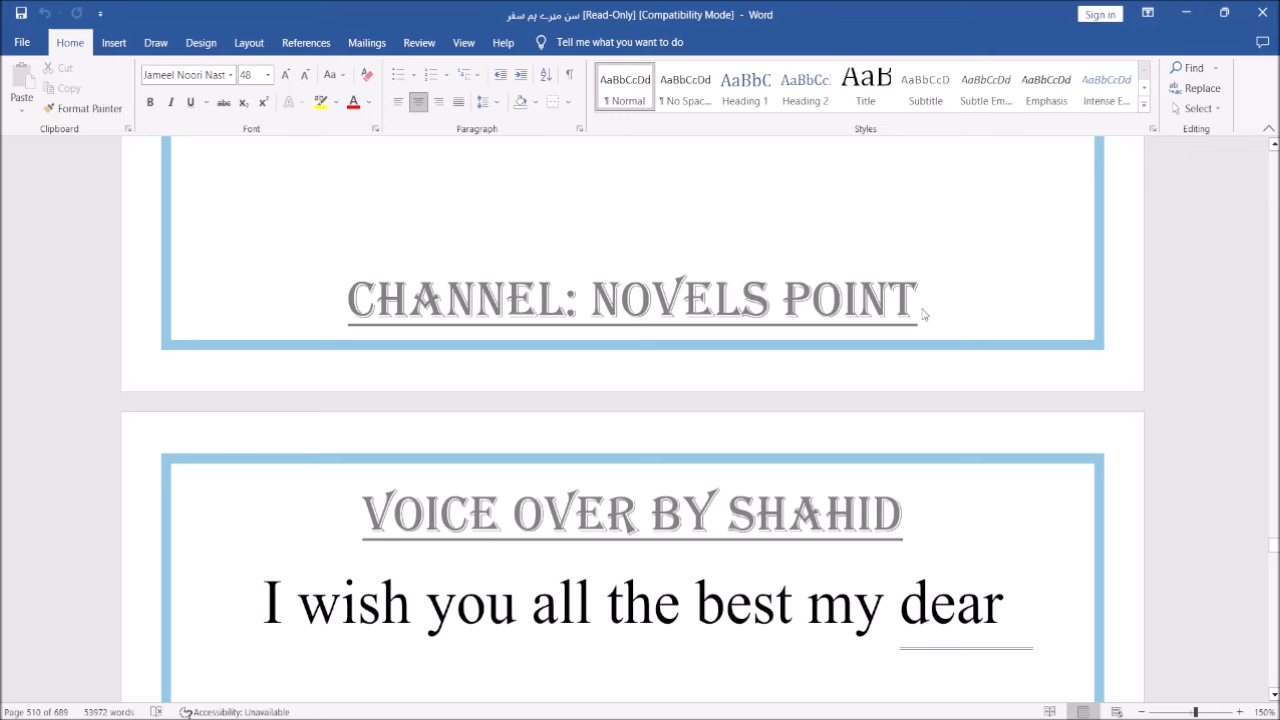 سن میرے ہم سفر [Read-Only] [Compatibility Mode] - Word
Sign in
File Home Insert Draw Design Layout References Mailings Review View Help Tell me what you want to do
Paste
Cut
Copy
Format Painter
Clipboard
Jameel Noori Nast 48
Font
Paragraph
AaBbCcDd AaBbCcDd AaBbC AaBbCc AaB AaBbCcD AaBbCcDd AaBbCcDd AaBbCcDd
¶ Normal ¶ No Spac... Heading 1 Heading 2 Title Subtitle Subtle Em... Emphasis Intense E...
Styles
Find
Replace
Select
Editing
CHANNEL: NOVELS POINT
VOICE OVER BY SHAHID
I wish you all the best my dear
Page 510 of 689 53972 words Accessibility: Unavailable 150%